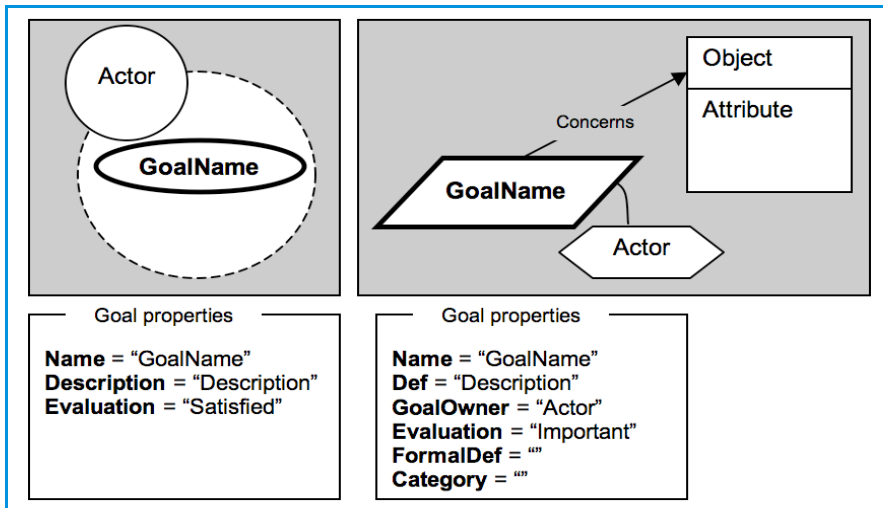 Actor
GoalName
Object
Attribute
Concerns
GoalName
Actor
Goal properties
Name = “GoalName”
Description = “Description”
Evaluation = “Satisfied”
Goal properties
Name = “GoalName”
Def = “Description”
GoalOwner = “Actor”
Evaluation = “Important”
FormalDef = “”
Category = “”